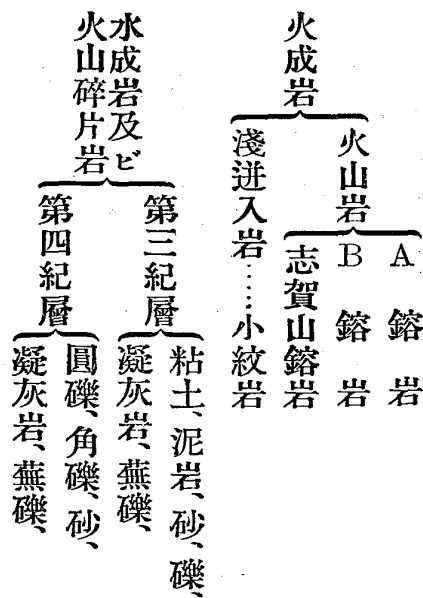 火成岩
火山岩
A鎔岩
B鎔岩
志賀山鎔岩
淺迸入岩……小紋岩
水成岩及ビ
火山碎片岩
第三紀層
粘土、泥岩、砂、礫、
凝灰岩、蕪礫、
第四紀層
圓礫、角礫、砂、
凝灰岩、蕪礫、